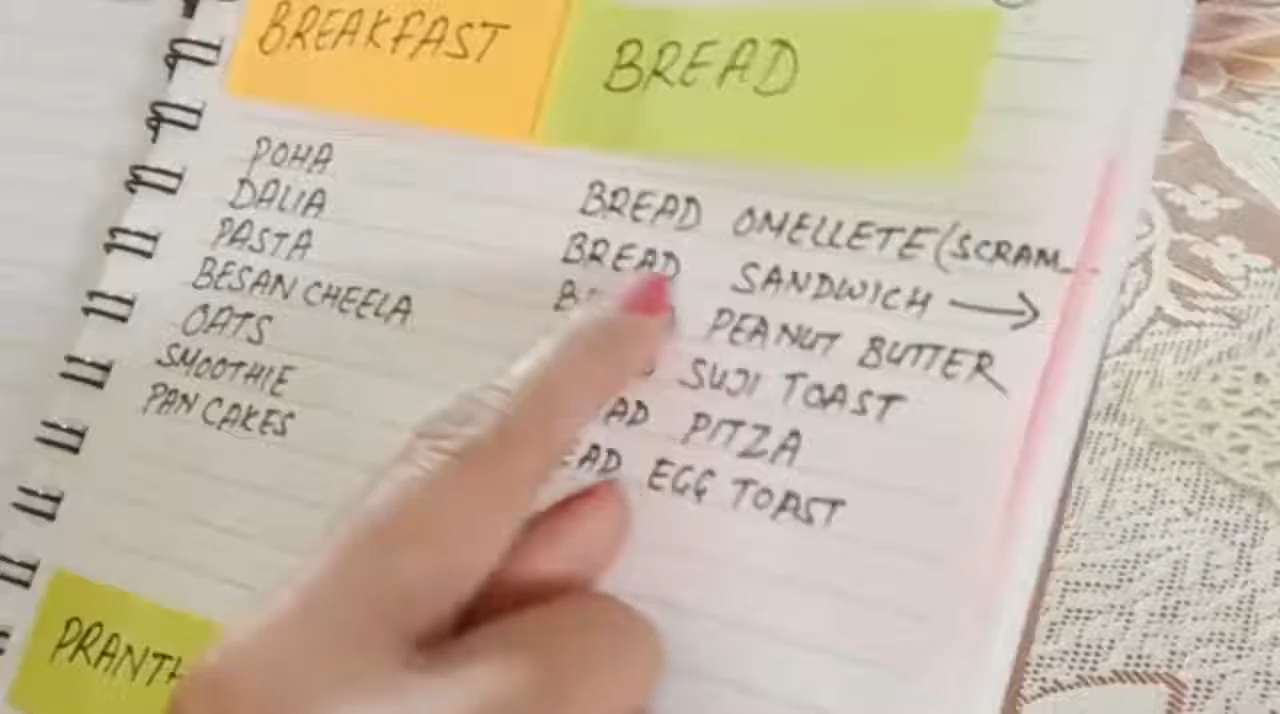 BREAKFAST
BREAD
POHA
DALIA
PASTA
BESAN CHEELA
OATS
SMOOTHIE
PAN CAKES
BREAD OMELLETE (SCRAM
BREAD SANDWICH →
PEANUT BUTTER
SUJI TOAST
AD PITZA
EAD EGG TOAST
PRANTH